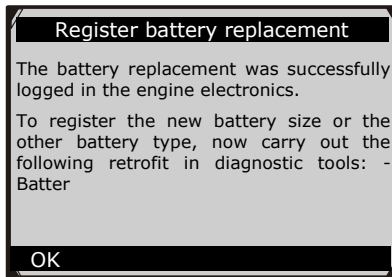 Register battery replacement
The battery replacement was successfully
logged in the engine electronics.
To register the new battery size or the
other battery type, now carry out the
following retrofit in diagnostic tools: -
Batter
OK